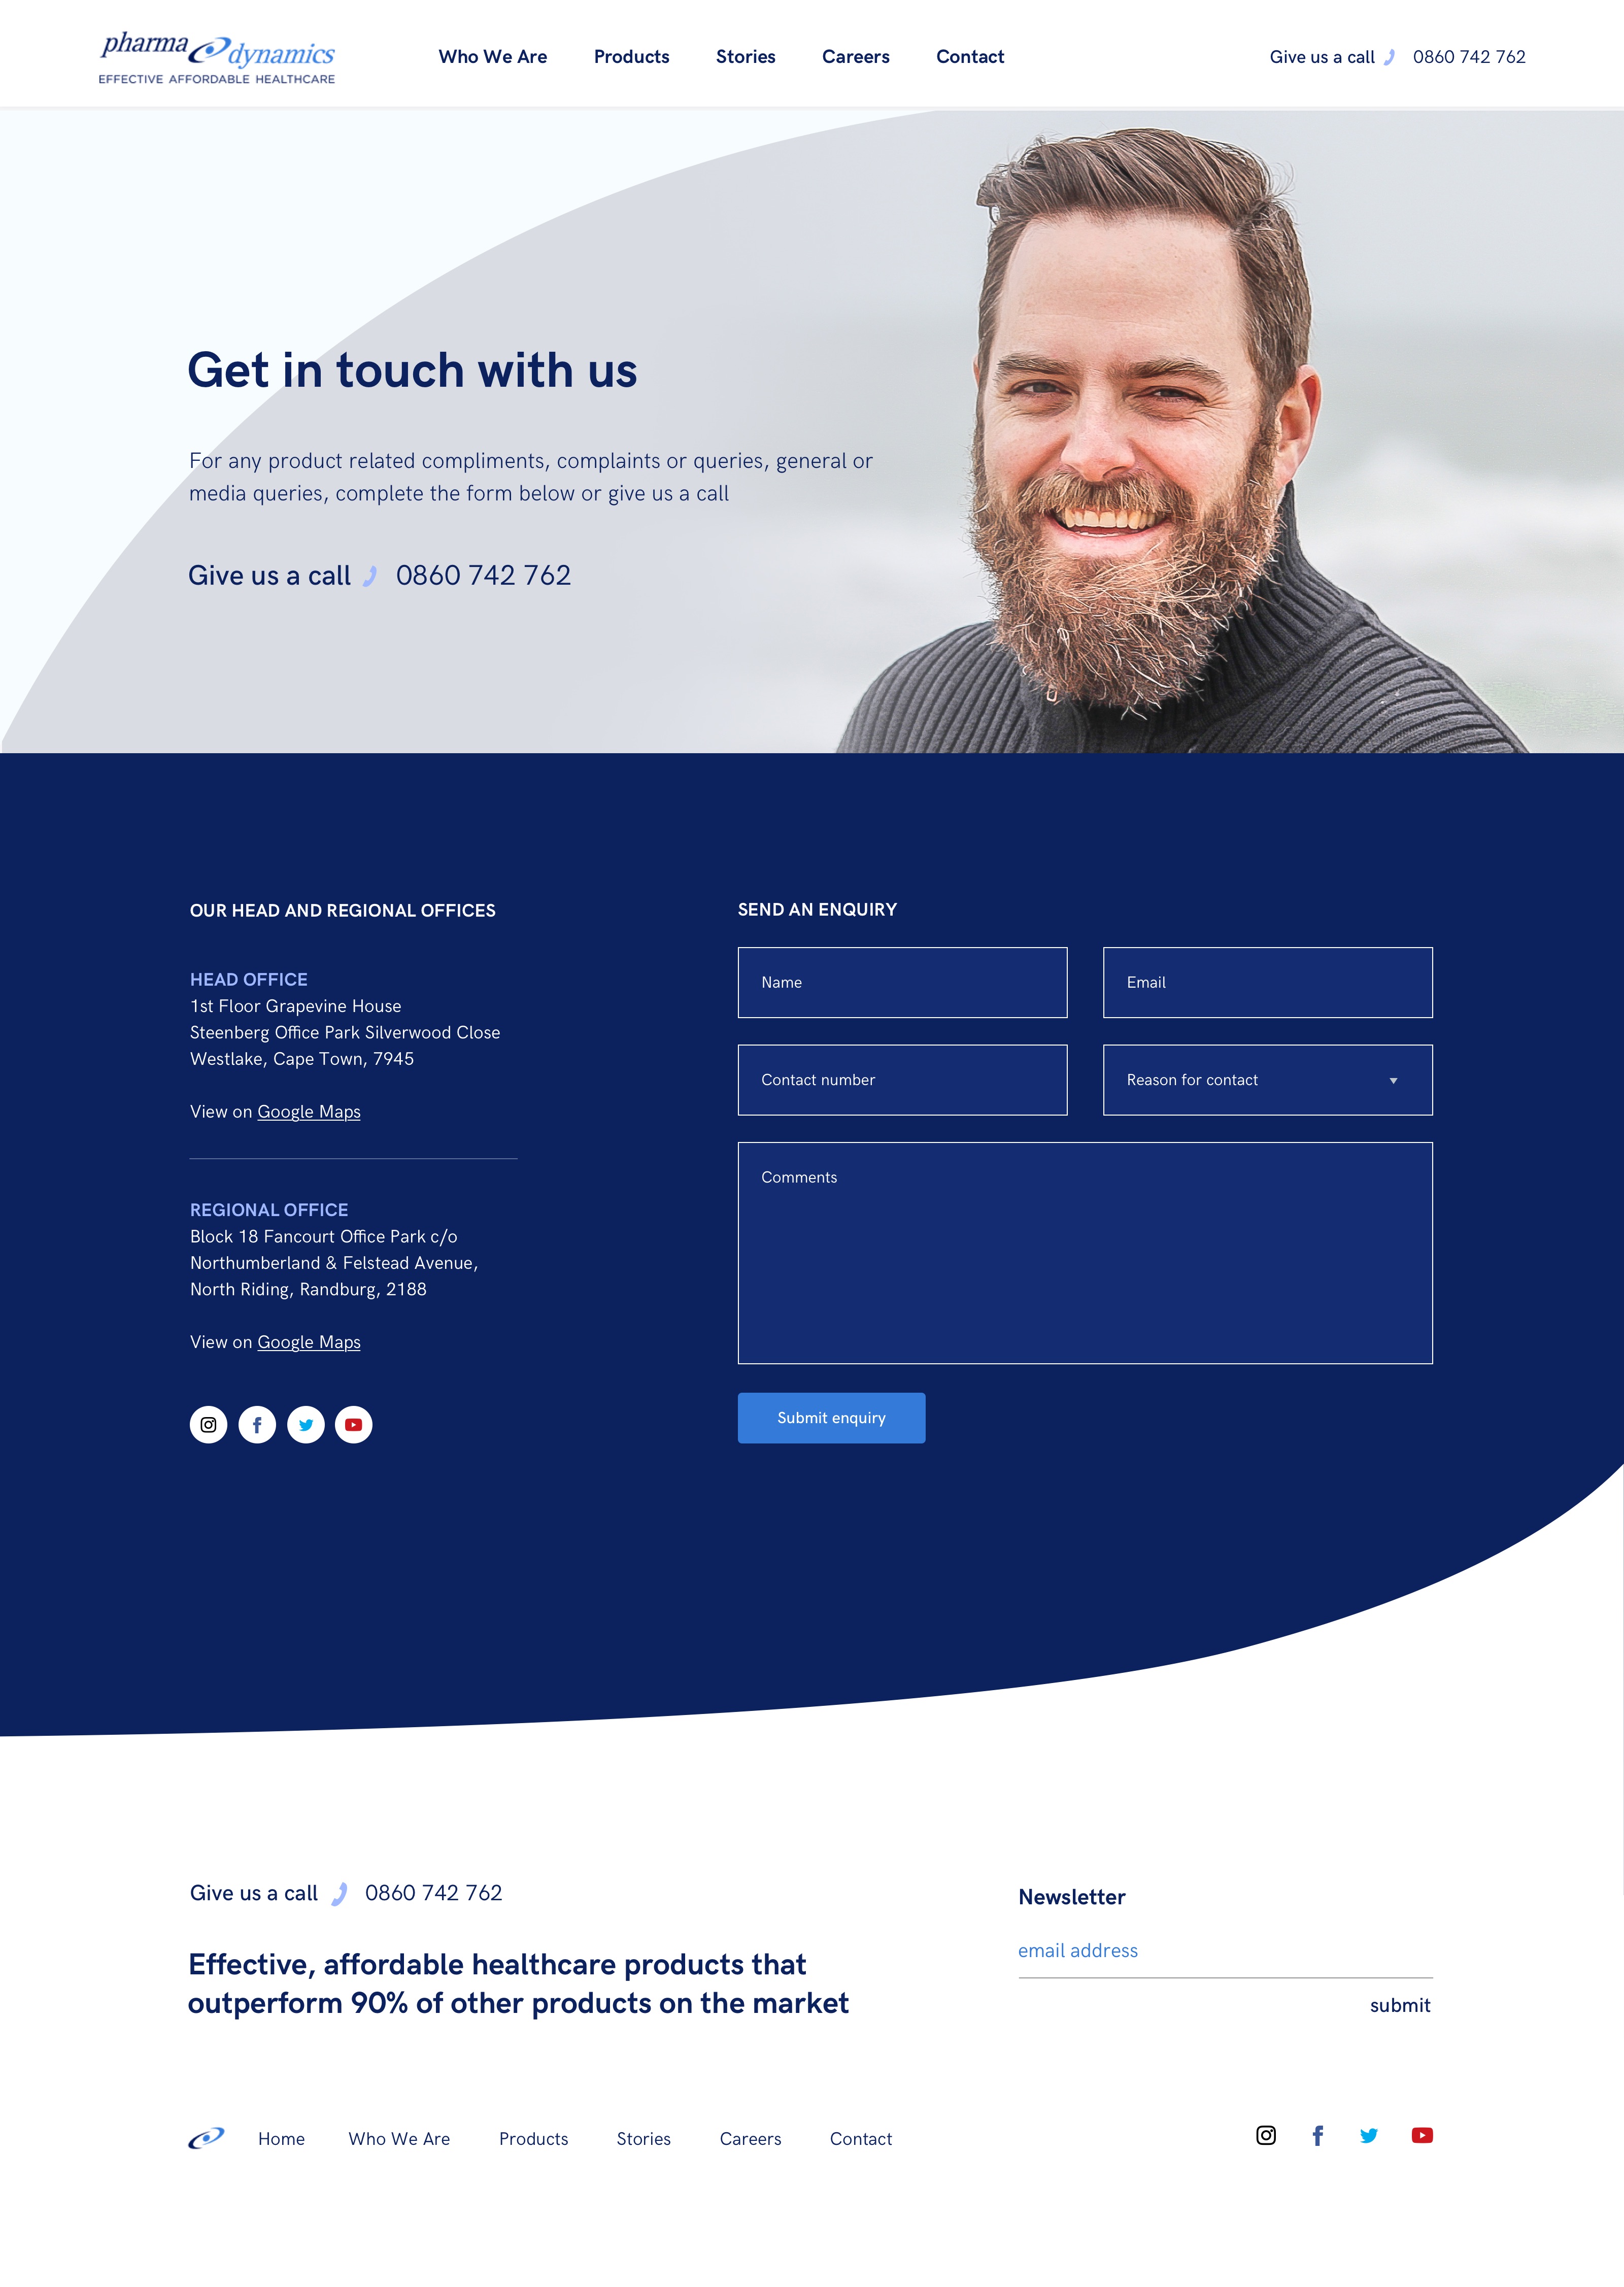 pharma dynamics
EFFECTIVE AFFORDABLE HEALTHCARE
Who We Are
Products
Stories
Careers
Contact
Give us a call 0860 742 762
Get in touch with us
For any product related compliments, complaints or queries, general or
media queries, complete the form below or give us a call
Give us a call 0860 742 762
OUR HEAD AND REGIONAL OFFICES
HEAD OFFICE
1st Floor Grapevine House
Steenberg Office Park Silverwood Close
Westlake, Cape Town, 7945
View on Google Maps
REGIONAL OFFICE
Block 18 Fancourt Office Park c/o
Northumberland & Felstead Avenue,
North Riding, Randburg, 2188
View on Google Maps
SEND AN ENQUIRY
Name
Email
Contact number
Reason for contact
Comments
Submit enquiry
Give us a call 0860 742 762
Effective, affordable healthcare products that
outperform 90% of other products on the market
Newsletter
email address
submit
Home
Who We Are
Products
Stories
Careers
Contact